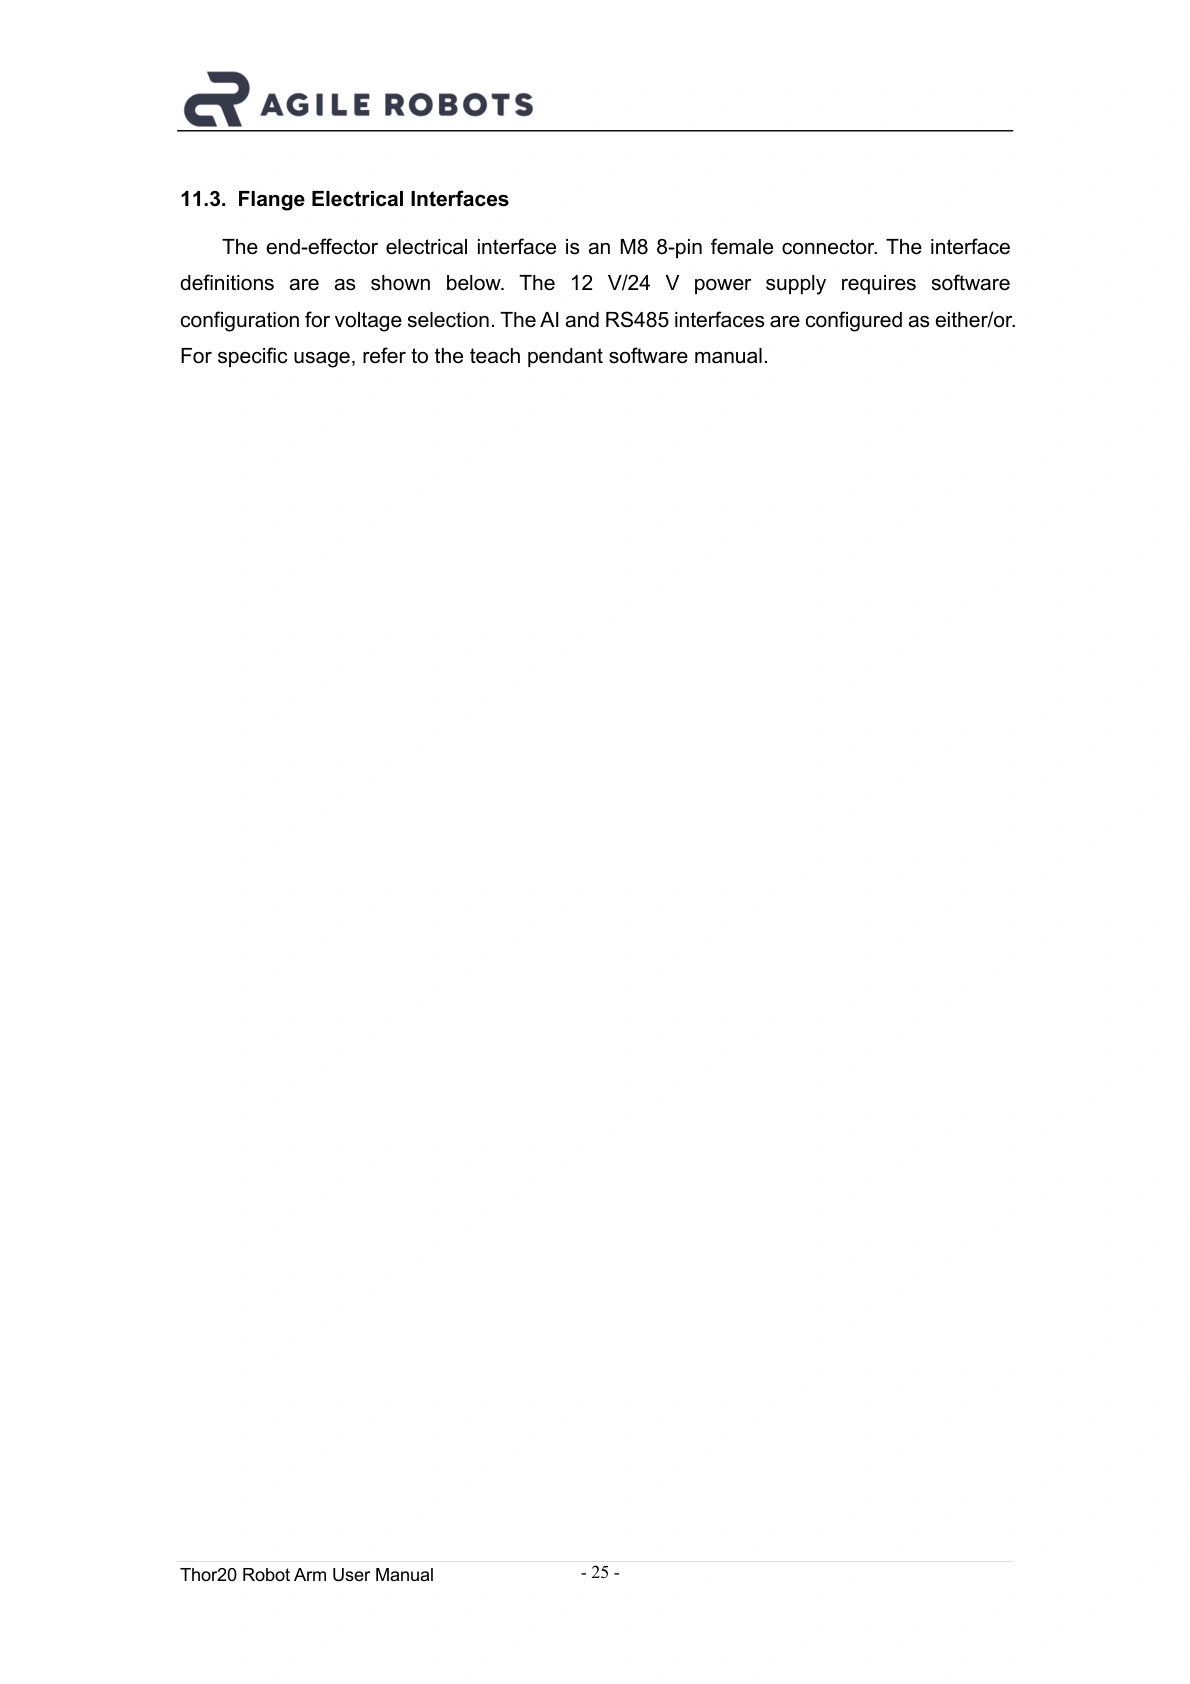 AGILE ROBOTS
11.3. Flange Electrical Interfaces
The end-effector electrical interface is an M8 8-pin female connector. The interface
definitions are as shown below. The 12 V/24 V power supply requires software
configuration for voltage selection. The AI and RS485 interfaces are configured as either/or.
For specific usage, refer to the teach pendant software manual.
Thor20 Robot Arm User Manual
- 25 -